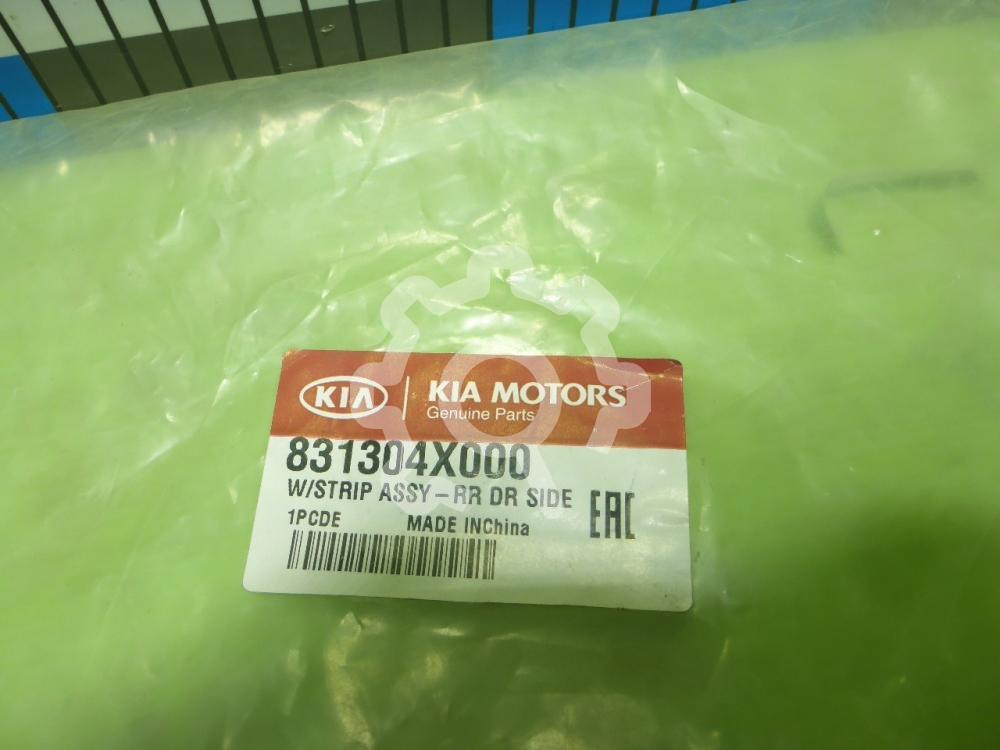 KIA
KIA MOTORS
Genuine Parts
831304X000
W/STRIP ASSY-RR DR SIDE
1PCDE MADE INChina
EAC